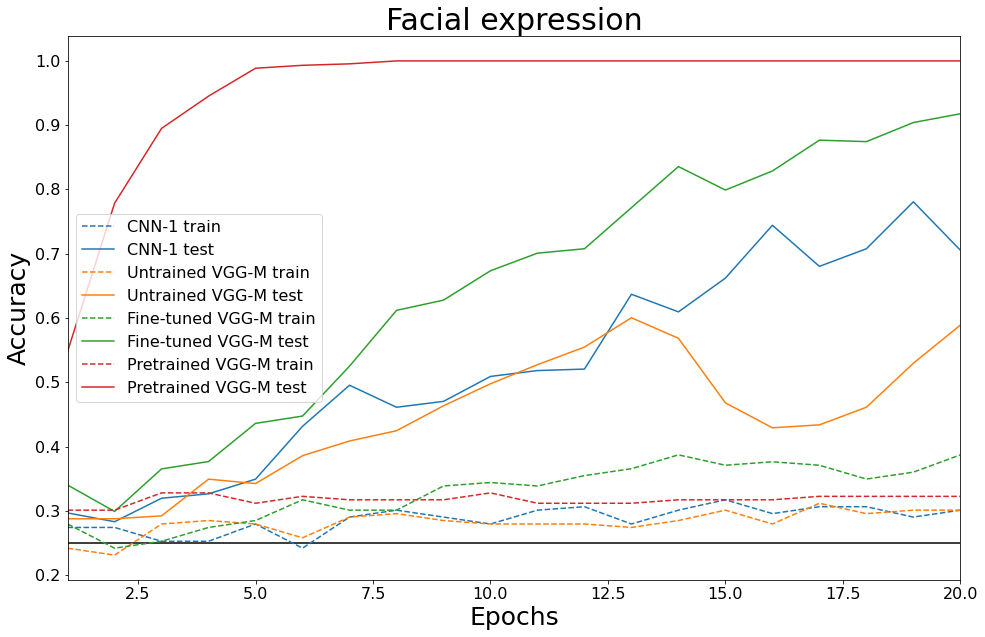 Facial expression
1.0
0.9
0.8
0.7
0.6
0.5
0.4
0.3
0.2
Accuracy
CNN-1 train
CNN-1 test
Untrained VGG-M train
Untrained VGG-M test
Fine-tuned VGG-M train
Fine-tuned VGG-M test
Pretrained VGG-M train
Pretrained VGG-M test
2.5 5.0 7.5 10.0 12.5 15.0 17.5 20.0
Epochs